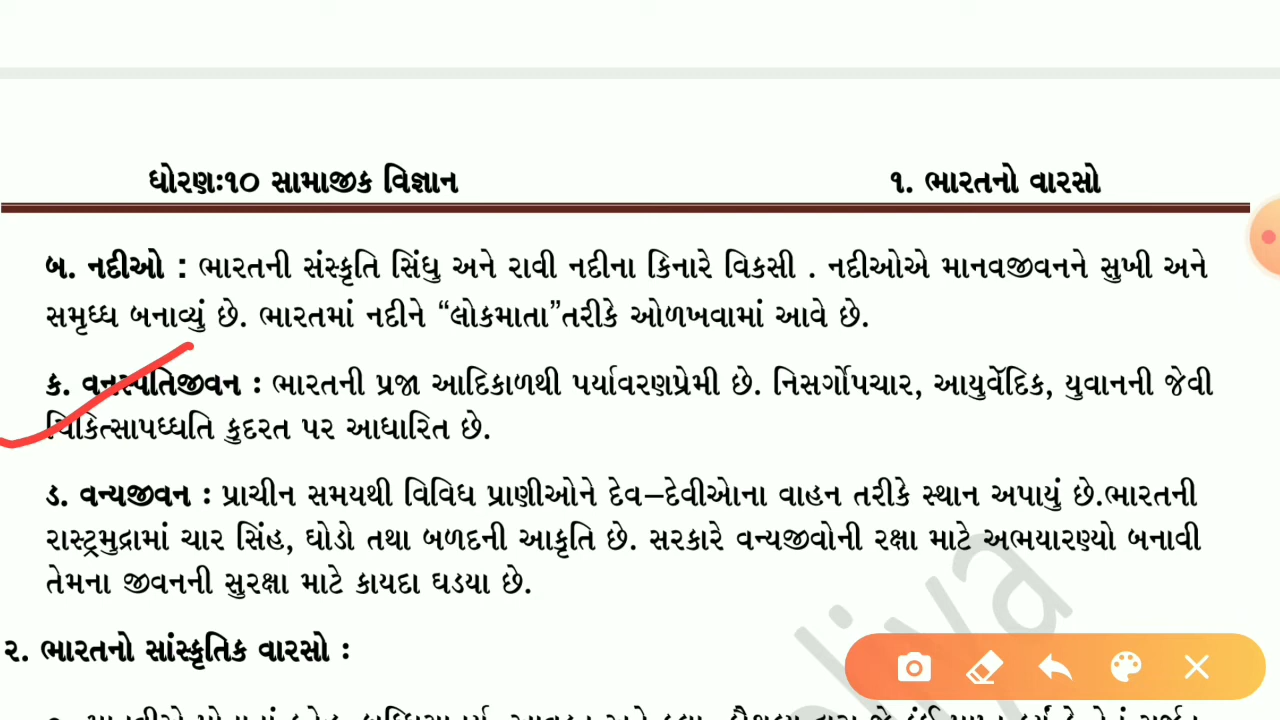 ધોરણઃ૧૦ સામાજીક વિજ્ઞાન
૧. ભારતનો વારસો
બ. નદીઓ : ભારતની સંસ્કૃતિ સિંધુ અને રાવી નદીના કિનારે વિકસી . નદીઓએ માનવજીવનને સુખી અને
સમૃધ્ધ બનાવ્યું છે. ભારતમાં નદીને “લોકમાતા”તરીકે ઓળખવામાં આવે છે.
ક. વનસ્પતિજીવન : ભારતની પ્રજા આદિકાળથી પર્યાવરણપ્રેમી છે. નિસર્ગોપચાર, આયુર્વેદિક, યુવાનની જેવી
ચિકિત્સાપધ્ધતિ કુદરત પર આધારિત છે.
ડ. વન્યજીવન : પ્રાચીન સમયથી વિવિધ પ્રાણીઓને દેવ–દેવીઓના વાહન તરીકે સ્થાન અપાયું છે.ભારતની
રાસ્ટ્રમુદ્રામાં ચાર સિંહ, ઘોડો તથા બળદની આકૃતિ છે. સરકારે વન્યજીવોની રક્ષા માટે અભયારણ્યો બનાવી
તેમના જીવનની સુરક્ષા માટે કાયદા ઘડયા છે.
ર. ભારતનો સાંસ્કૃતિક વારસો :